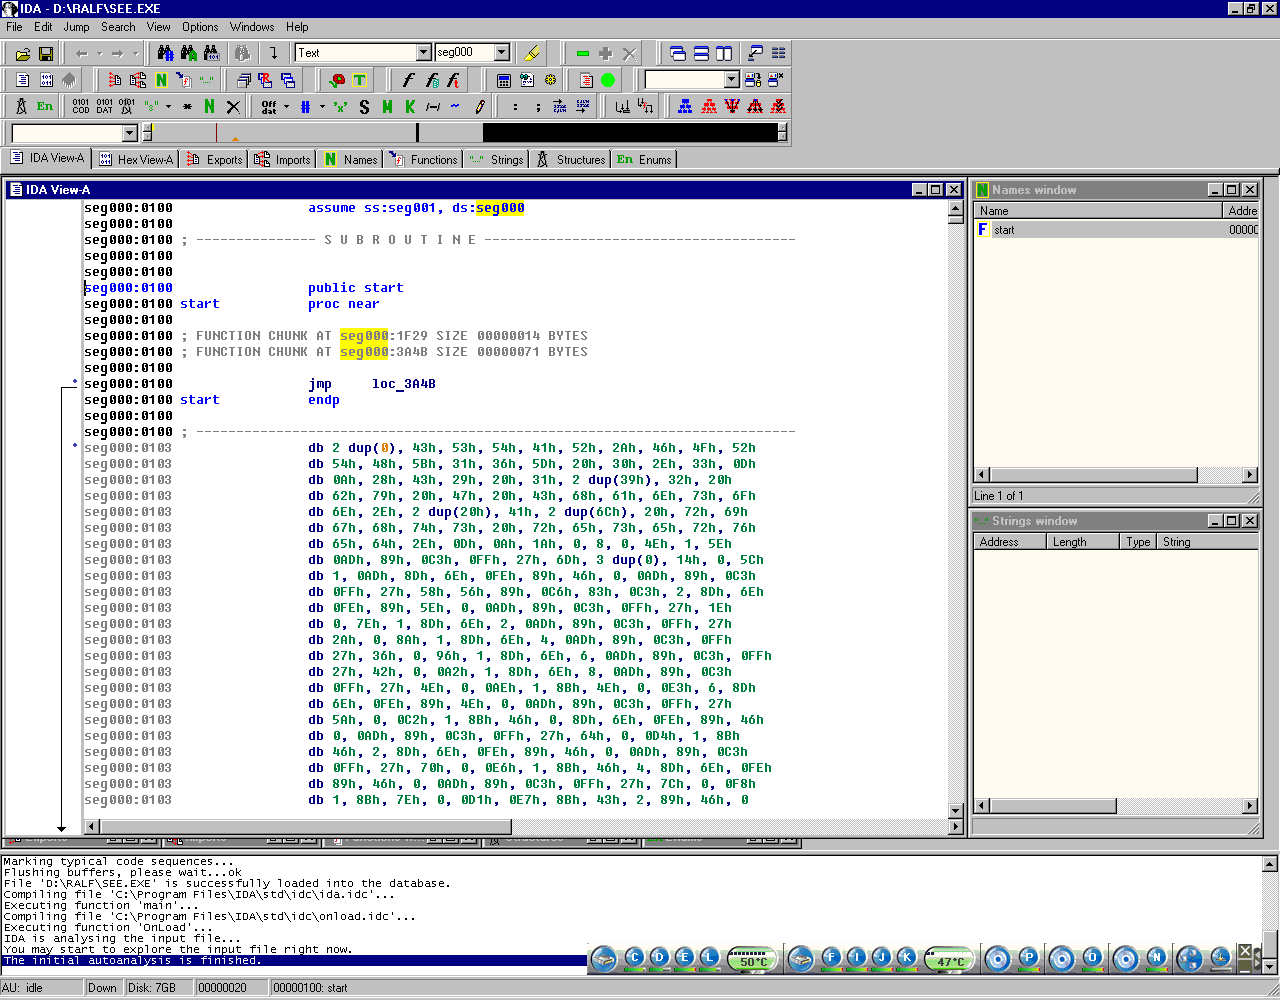 IDA - D:\RALF\SEE.EXE
File Edit Jump Search View Options Windows Help
Text seg000
En
IDA View-A Hex View-A Exports Imports N Names Functions Strings Structures En Enums
IDA View-A
seg000:0100 assume ss:seg001, ds:seg000
seg000:0100
seg000:0100 ; --------------- S U B R O U T I N E ---------------------------------------
seg000:0100
seg000:0100
seg000:0100 public start
seg000:0100 start proc near
seg000:0100
seg000:0100 ; FUNCTION CHUNK AT seg000:1F29 SIZE 00000014 BYTES
seg000:0100 ; FUNCTION CHUNK AT seg000:3A4B SIZE 00000071 BYTES
seg000:0100
seg000:0100 jmp loc_3A4B
seg000:0100 start endp
seg000:0100
seg000:0100 ; ---------------------------------------------------------------------------
seg000:0103 db 2 dup(0), 43h, 53h, 54h, 41h, 52h, 2Ah, 46h, 4Fh, 52h
seg000:0103 db 54h, 48h, 5Bh, 31h, 36h, 5Dh, 20h, 30h, 2Eh, 33h, 0Dh
seg000:0103 db 0Ah, 28h, 43h, 29h, 20h, 31h, 2 dup(39h), 32h, 20h
seg000:0103 db 62h, 79h, 20h, 47h, 20h, 43h, 68h, 61h, 6Eh, 73h, 6Fh
seg000:0103 db 6Eh, 2Eh, 2 dup(20h), 41h, 2 dup(6Ch), 20h, 72h, 69h
seg000:0103 db 67h, 68h, 74h, 73h, 20h, 72h, 65h, 73h, 65h, 72h, 76h
seg000:0103 db 65h, 64h, 2Eh, 0Dh, 0Ah, 1Ah, 0, 8, 0, 4Eh, 1, 5Eh
seg000:0103 db 0ADh, 89h, 0C3h, 0FFh, 27h, 6Dh, 3 dup(0), 14h, 0, 5Ch
seg000:0103 db 1, 0ADh, 8Dh, 6Eh, 0FEh, 89h, 46h, 0, 0ADh, 89h, 0C3h
seg000:0103 db 0FFh, 27h, 58h, 56h, 89h, 0C6h, 83h, 0C3h, 2, 8Dh, 6Eh
seg000:0103 db 0FEh, 89h, 5Eh, 0, 0ADh, 89h, 0C3h, 0FFh, 27h, 1Eh
seg000:0103 db 0, 7Eh, 1, 8Dh, 6Eh, 2, 0ADh, 89h, 0C3h, 0FFh, 27h
seg000:0103 db 2Ah, 0, 8Ah, 1, 8Dh, 6Eh, 4, 0ADh, 89h, 0C3h, 0FFh
seg000:0103 db 27h, 36h, 0, 96h, 1, 8Dh, 6Eh, 6, 0ADh, 89h, 0C3h, 0FFh
seg000:0103 db 27h, 42h, 0, 0A2h, 1, 8Dh, 6Eh, 8, 0ADh, 89h, 0C3h
seg000:0103 db 0FFh, 27h, 4Eh, 0, 0AEh, 1, 8Bh, 4Eh, 0, 0E3h, 6, 8Dh
seg000:0103 db 6Eh, 0FEh, 89h, 4Eh, 0, 0ADh, 89h, 0C3h, 0FFh, 27h
seg000:0103 db 5Ah, 0, 0C2h, 1, 8Bh, 46h, 0, 8Dh, 6Eh, 0FEh, 89h, 46h
seg000:0103 db 0, 0ADh, 89h, 0C3h, 0FFh, 27h, 64h, 0, 0D4h, 1, 8Bh
seg000:0103 db 46h, 2, 8Dh, 6Eh, 0FEh, 89h, 46h, 0, 0ADh, 89h, 0C3h
seg000:0103 db 0FFh, 27h, 70h, 0, 0E6h, 1, 8Bh, 46h, 4, 8Dh, 6Eh, 0FEh
seg000:0103 db 89h, 46h, 0, 0ADh, 89h, 0C3h, 0FFh, 27h, 7Ch, 0, 0F8h
seg000:0103 db 1, 8Bh, 7Eh, 0, 0D1h, 0E7h, 8Bh, 43h, 2, 89h, 46h, 0
Names window
Name Addre
F start 0000
Line 1 of 1
Strings window
Address Length Type String
Marking typical code sequences...
Flushing buffers, please wait...ok
File 'D:\RALF\SEE.EXE' is successfully loaded into the database.
Compiling file 'C:\Program Files\IDA\std\idc\ida.idc'...
Executing function 'main'...
Compiling file 'C:\Program Files\IDA\std\idc\onload.idc'...
Executing function 'OnLoad'...
IDA is analysing the input file...
You may start to explore the input file right now.
The initial autoanalysis is finished.
C D E L 50°C F I J K 47°C P O N L
AU: idle Down Disk: 7GB 00000020 00000100: start